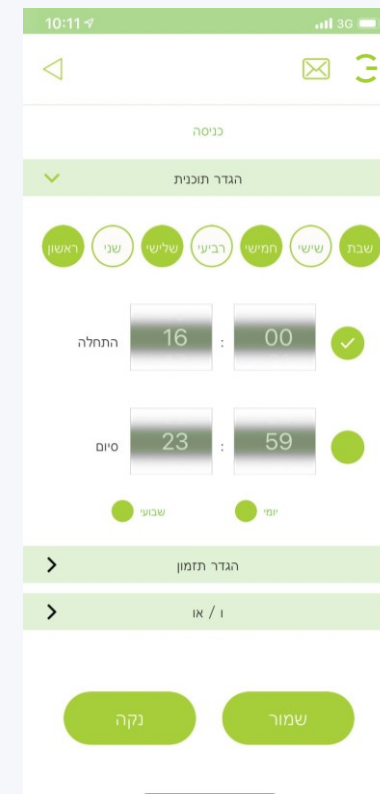 10:11 3G
כניסה
הגדר תוכנית
ראשון שני שלישי רביעי חמישי שישי שבת
התחלה 16 : 00
סיום 23 : 59
שבועי יומי
הגדר תזמון
ו / או
נקה שמור